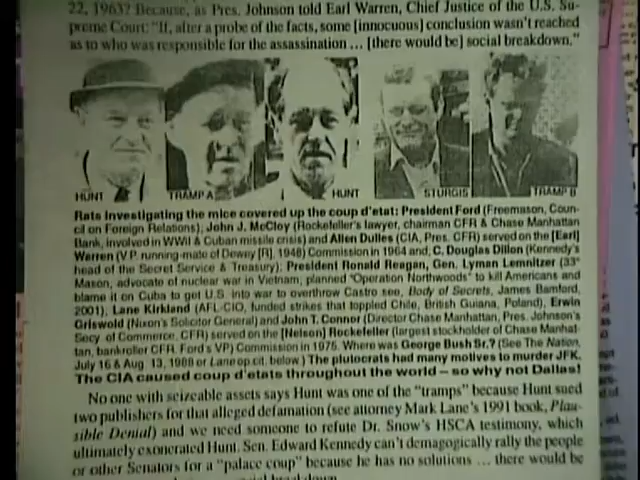 22, 1963? Because, as Pres. Johnson told Earl Warren, Chief Justice of the U.S. Su-
preme Court: "If, after a probe of the facts, some [innocuous] conclusion wasn't reached
as to who was responsible for the assassination ... [there would be] social breakdown."
HUNT TRAMP A HUNT STURGIS TRAMP B
Rats investigating the mice covered up the coup d'etat: President Ford (Freemason, Coun-
cil on Foreign Relations), John J. McCloy (Rockefeller's lawyer, chairman CFR & Chase Manhattan
Bank, involved in WWII & Cuban missile crisis) and Allen Dulles (CIA, Pres. CFR) served on the [Earl]
Warren (V.P. running-mate of Dewey [R], 1948) Commission in 1964 and, C. Douglas Dillon (Kennedy's
head of the Secret Service & Treasury); President Ronald Reagan, Gen. Lyman Lemnitzer (33°
Mason, advocate of nuclear war in Vietnam; planned "Operation Northwoods" to kill Americans and
blame it on Cuba to get U.S. into war to overthrow Castro see, Body of Secrets, James Bamford,
2001), Lane Kirkland (AFL-CIO, funded strikes that toppled Chile, British Guiana, Poland), Erwin
Griswold (Nixon's Solicitor General) and John T. Connor (Director Chase Manhattan, Pres. Johnson's
Secy of Commerce, CFR) served on the [Nelson] Rockefeller (largest stockholder of Chase Manhat-
tan, bankroller CFR, Ford's VP) Commission in 1975. Where was George Bush Sr.? (See The Nation,
July 16 & Aug. 13, 1988 or Lane op cit, below.) The plutocrats had many motives to murder JFK.
The CIA caused coup d'etats throughout the world – so why not Dallas!
No one with seizeable assets says Hunt was one of the "tramps" because Hunt sued
two publishers for that alleged defamation (see attorney Mark Lane's 1991 book, Plau-
sible Denial) and we need someone to refute Dr. Snow's HSCA testimony, which
ultimately exonerated Hunt. Sen. Edward Kennedy can't demagogically rally the people
or other Senators for a "palace coup" because he has no solutions ... there would be